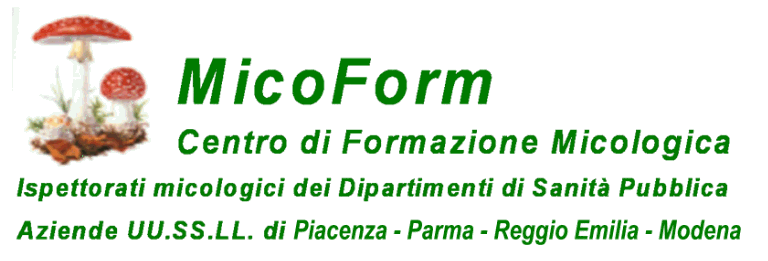 MicoForm
Centro di Formazione Micologica
Ispettorati micologici dei Dipartimenti di Sanità Pubblica
Aziende UU.SS.LL. di Piacenza - Parma - Reggio Emilia - Modena